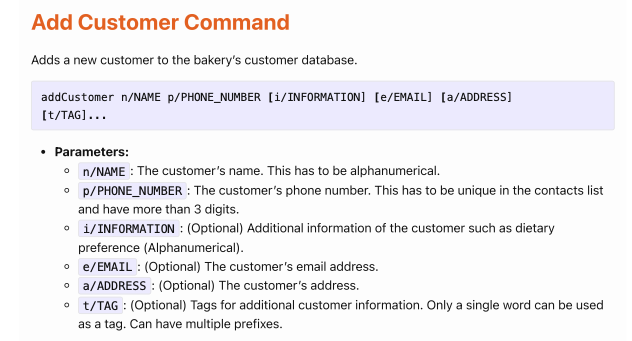 Add Customer Command
Adds a new customer to the bakery's customer database.
addCustomer n/NAME p/PHONE_NUMBER [i/INFORMATION] [e/EMAIL] [a/ADDRESS]
[t/TAG]...
• Parameters:
◦ n/NAME : The customer's name. This has to be alphanumerical.
◦ p/PHONE_NUMBER : The customer's phone number. This has to be unique in the contacts list
and have more than 3 digits.
◦ i/INFORMATION : (Optional) Additional information of the customer such as dietary
preference (Alphanumerical).
◦ e/EMAIL : (Optional) The customer's email address.
◦ a/ADDRESS : (Optional) The customer's address.
◦ t/TAG : (Optional) Tags for additional customer information. Only a single word can be used
as a tag. Can have multiple prefixes.